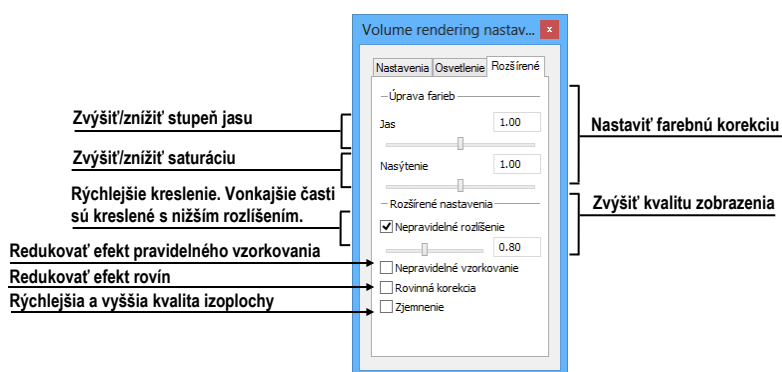 Volume rendering nastav... x
Nastavenia Osvetlenie Rozšírené
Úprava farieb
Jas 1.00
Nasýtenie 1.00
Rozšírené nastavenia
Nepravidelné rozlíšenie
0.80
Nepravidelné vzorkovanie
Rovinná korekcia
Zjemnenie
Zvýšiť/znížiť stupeň jasu
Zvýšiť/znížiť saturáciu
Rýchlejšie kreslenie. Vonkajšie časti
sú kreslené s nižším rozlíšením.
Redukovať efekt pravidelného vzorkovania
Redukovať efekt rovín
Rýchlejšia a vyššia kvalita izoplochy
Nastaviť farebnú korekciu
Zvýšiť kvalitu zobrazenia